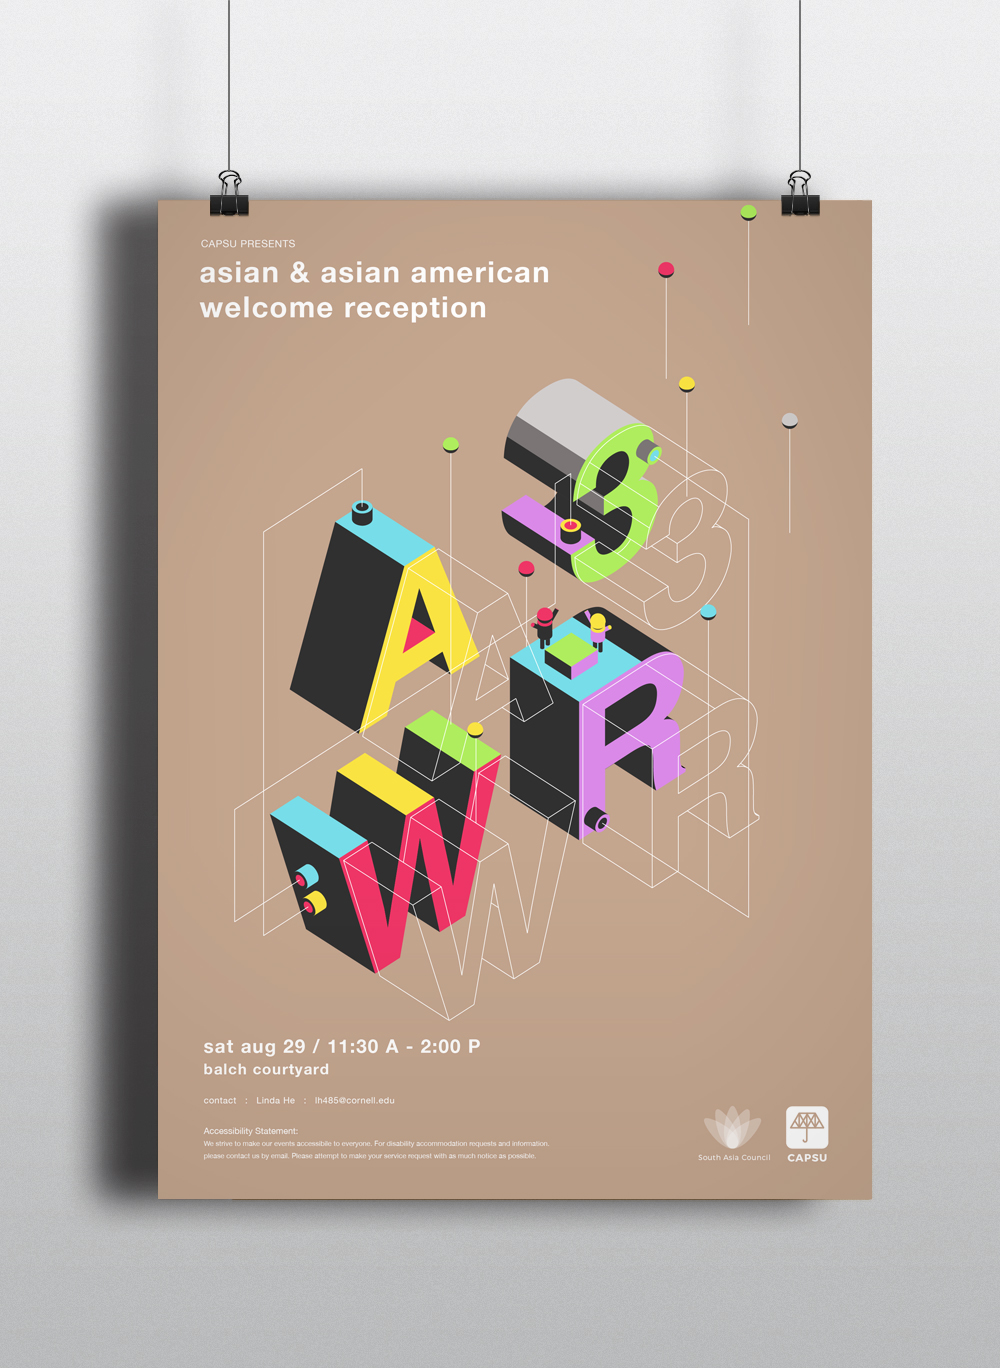 CAPSU PRESENTS
asian & asian american
welcome reception
A 3
W R
sat aug 29 / 11:30 A - 2:00 P
balch courtyard
contact : Linda He : lh485@cornell.edu
Accessibility Statement:
We strive to make our events accessibile to everyone. For disability accommodation requests and information.
please contact us by email. Please attempt to make your service request with as much notice as possible.
South Asia Council
CAPSU